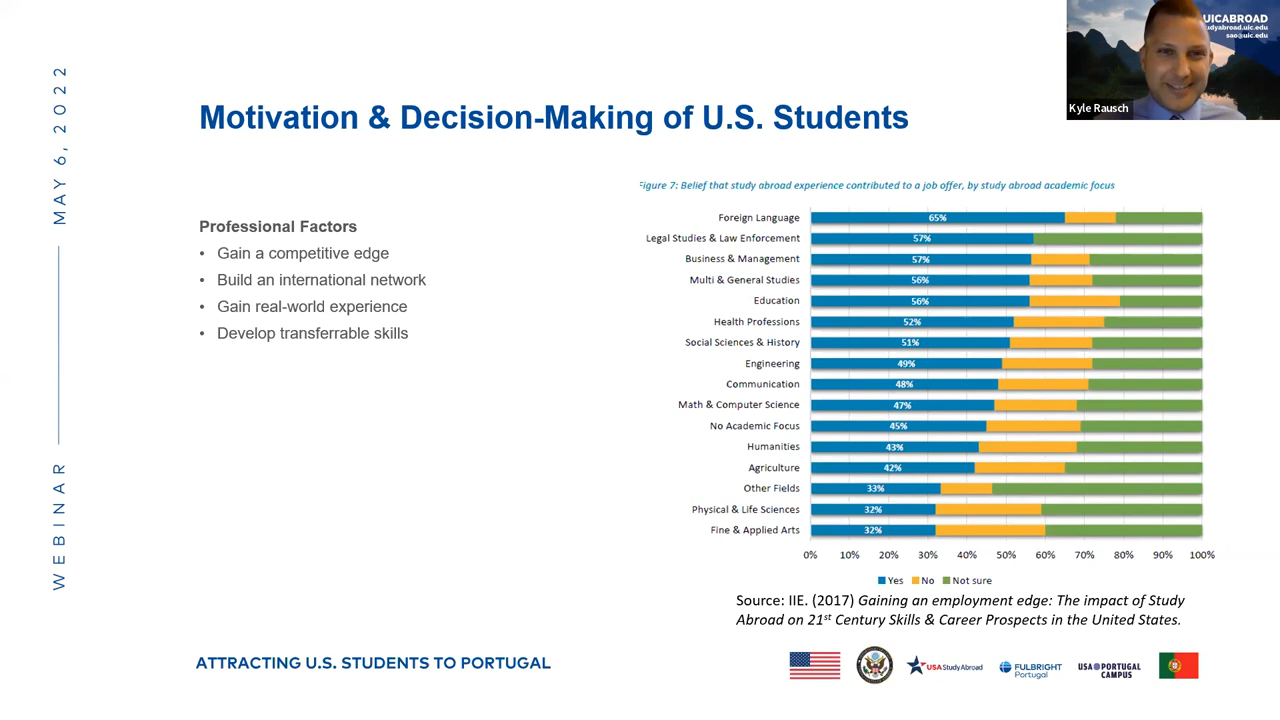 UICABROAD
udyabroad.uic.edu
sao@uic.edu
Kyle Rausch
WEBINAR
MAY 6, 2022
Motivation & Decision-Making of U.S. Students
Professional Factors
• Gain a competitive edge
• Build an international network
• Gain real-world experience
• Develop transferrable skills
Figure 7: Belief that study abroad experience contributed to a job offer, by study abroad academic focus
Foreign Language 65%
Legal Studies & Law Enforcement 57%
Business & Management 57%
Multi & General Studies 56%
Education 56%
Health Professions 52%
Social Sciences & History 51%
Engineering 49%
Communication 48%
Math & Computer Science 47%
No Academic Focus 45%
Humanities 43%
Agriculture 42%
Other Fields 33%
Physical & Life Sciences 32%
Fine & Applied Arts 32%
0% 10% 20% 30% 40% 50% 60% 70% 80% 90% 100%
Yes No Not sure
Source: IIE. (2017) Gaining an employment edge: The impact of Study
Abroad on 21st Century Skills & Career Prospects in the United States.
ATTRACTING U.S. STUDENTS TO PORTUGAL
USAStudyAbroad
FULBRIGHT
Portugal
USA@PORTUGAL
CAMPUS